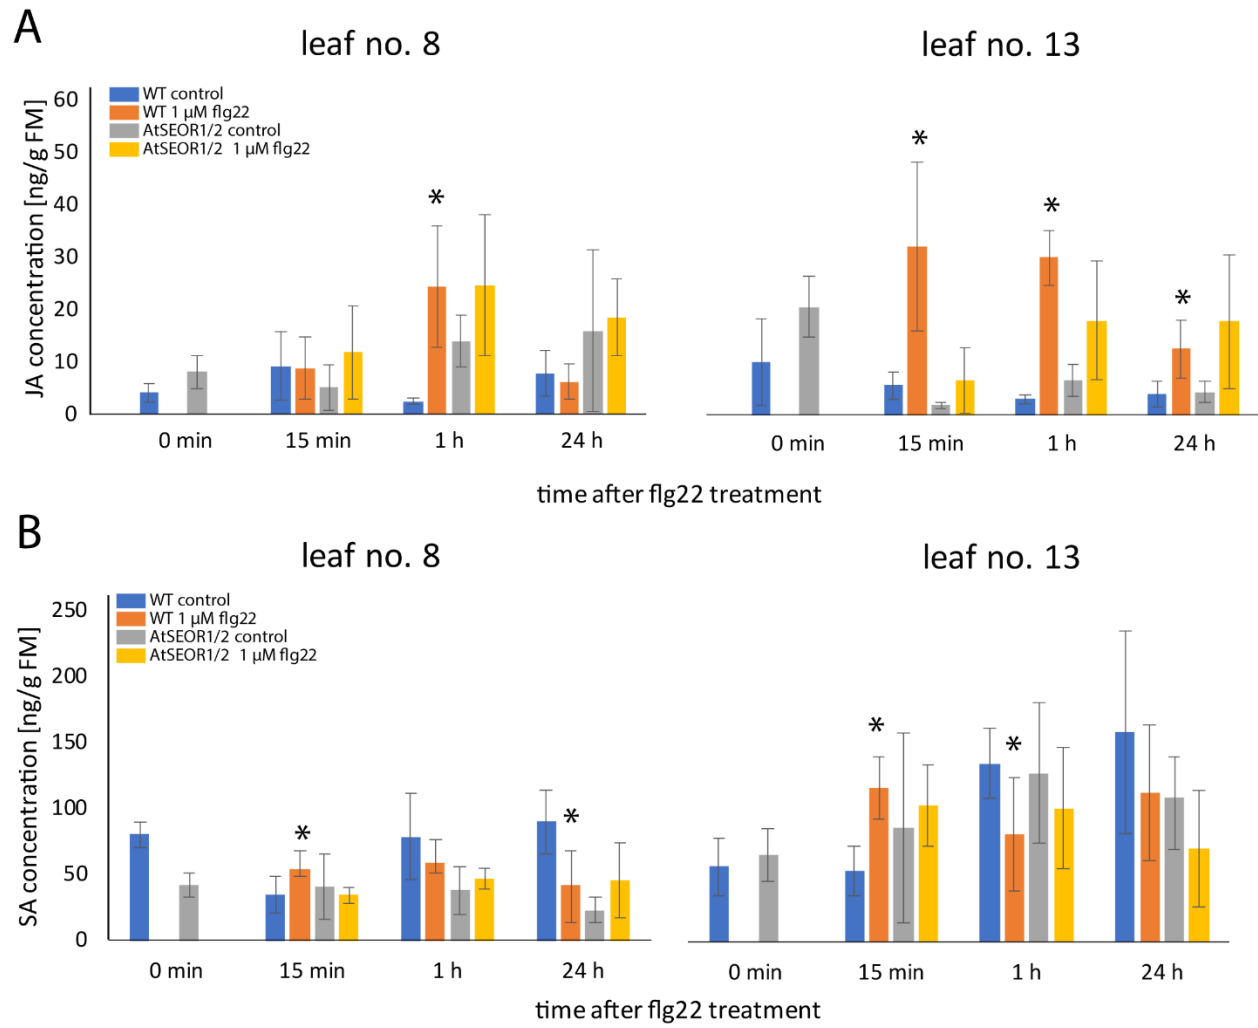 A
leaf no. 8
leaf no. 13
WT control
WT 1 µM flg22
AtSEOR1/2 control
AtSEOR1/2 1 µM flg22
JA concentration [ng/g FM]
60
50
40
30
20
10
0
*
*
*
*
0 min 15 min 1 h 24 h
0 min 15 min 1 h 24 h
time after flg22 treatment
B
leaf no. 8
leaf no. 13
WT control
WT 1 µM flg22
AtSEOR1/2 control
AtSEOR1/2 1 µM flg22
SA concentration [ng/g FM]
250
200
150
100
50
0
*
*
*
*
0 min 15 min 1 h 24 h
0 min 15 min 1 h 24 h
time after flg22 treatment